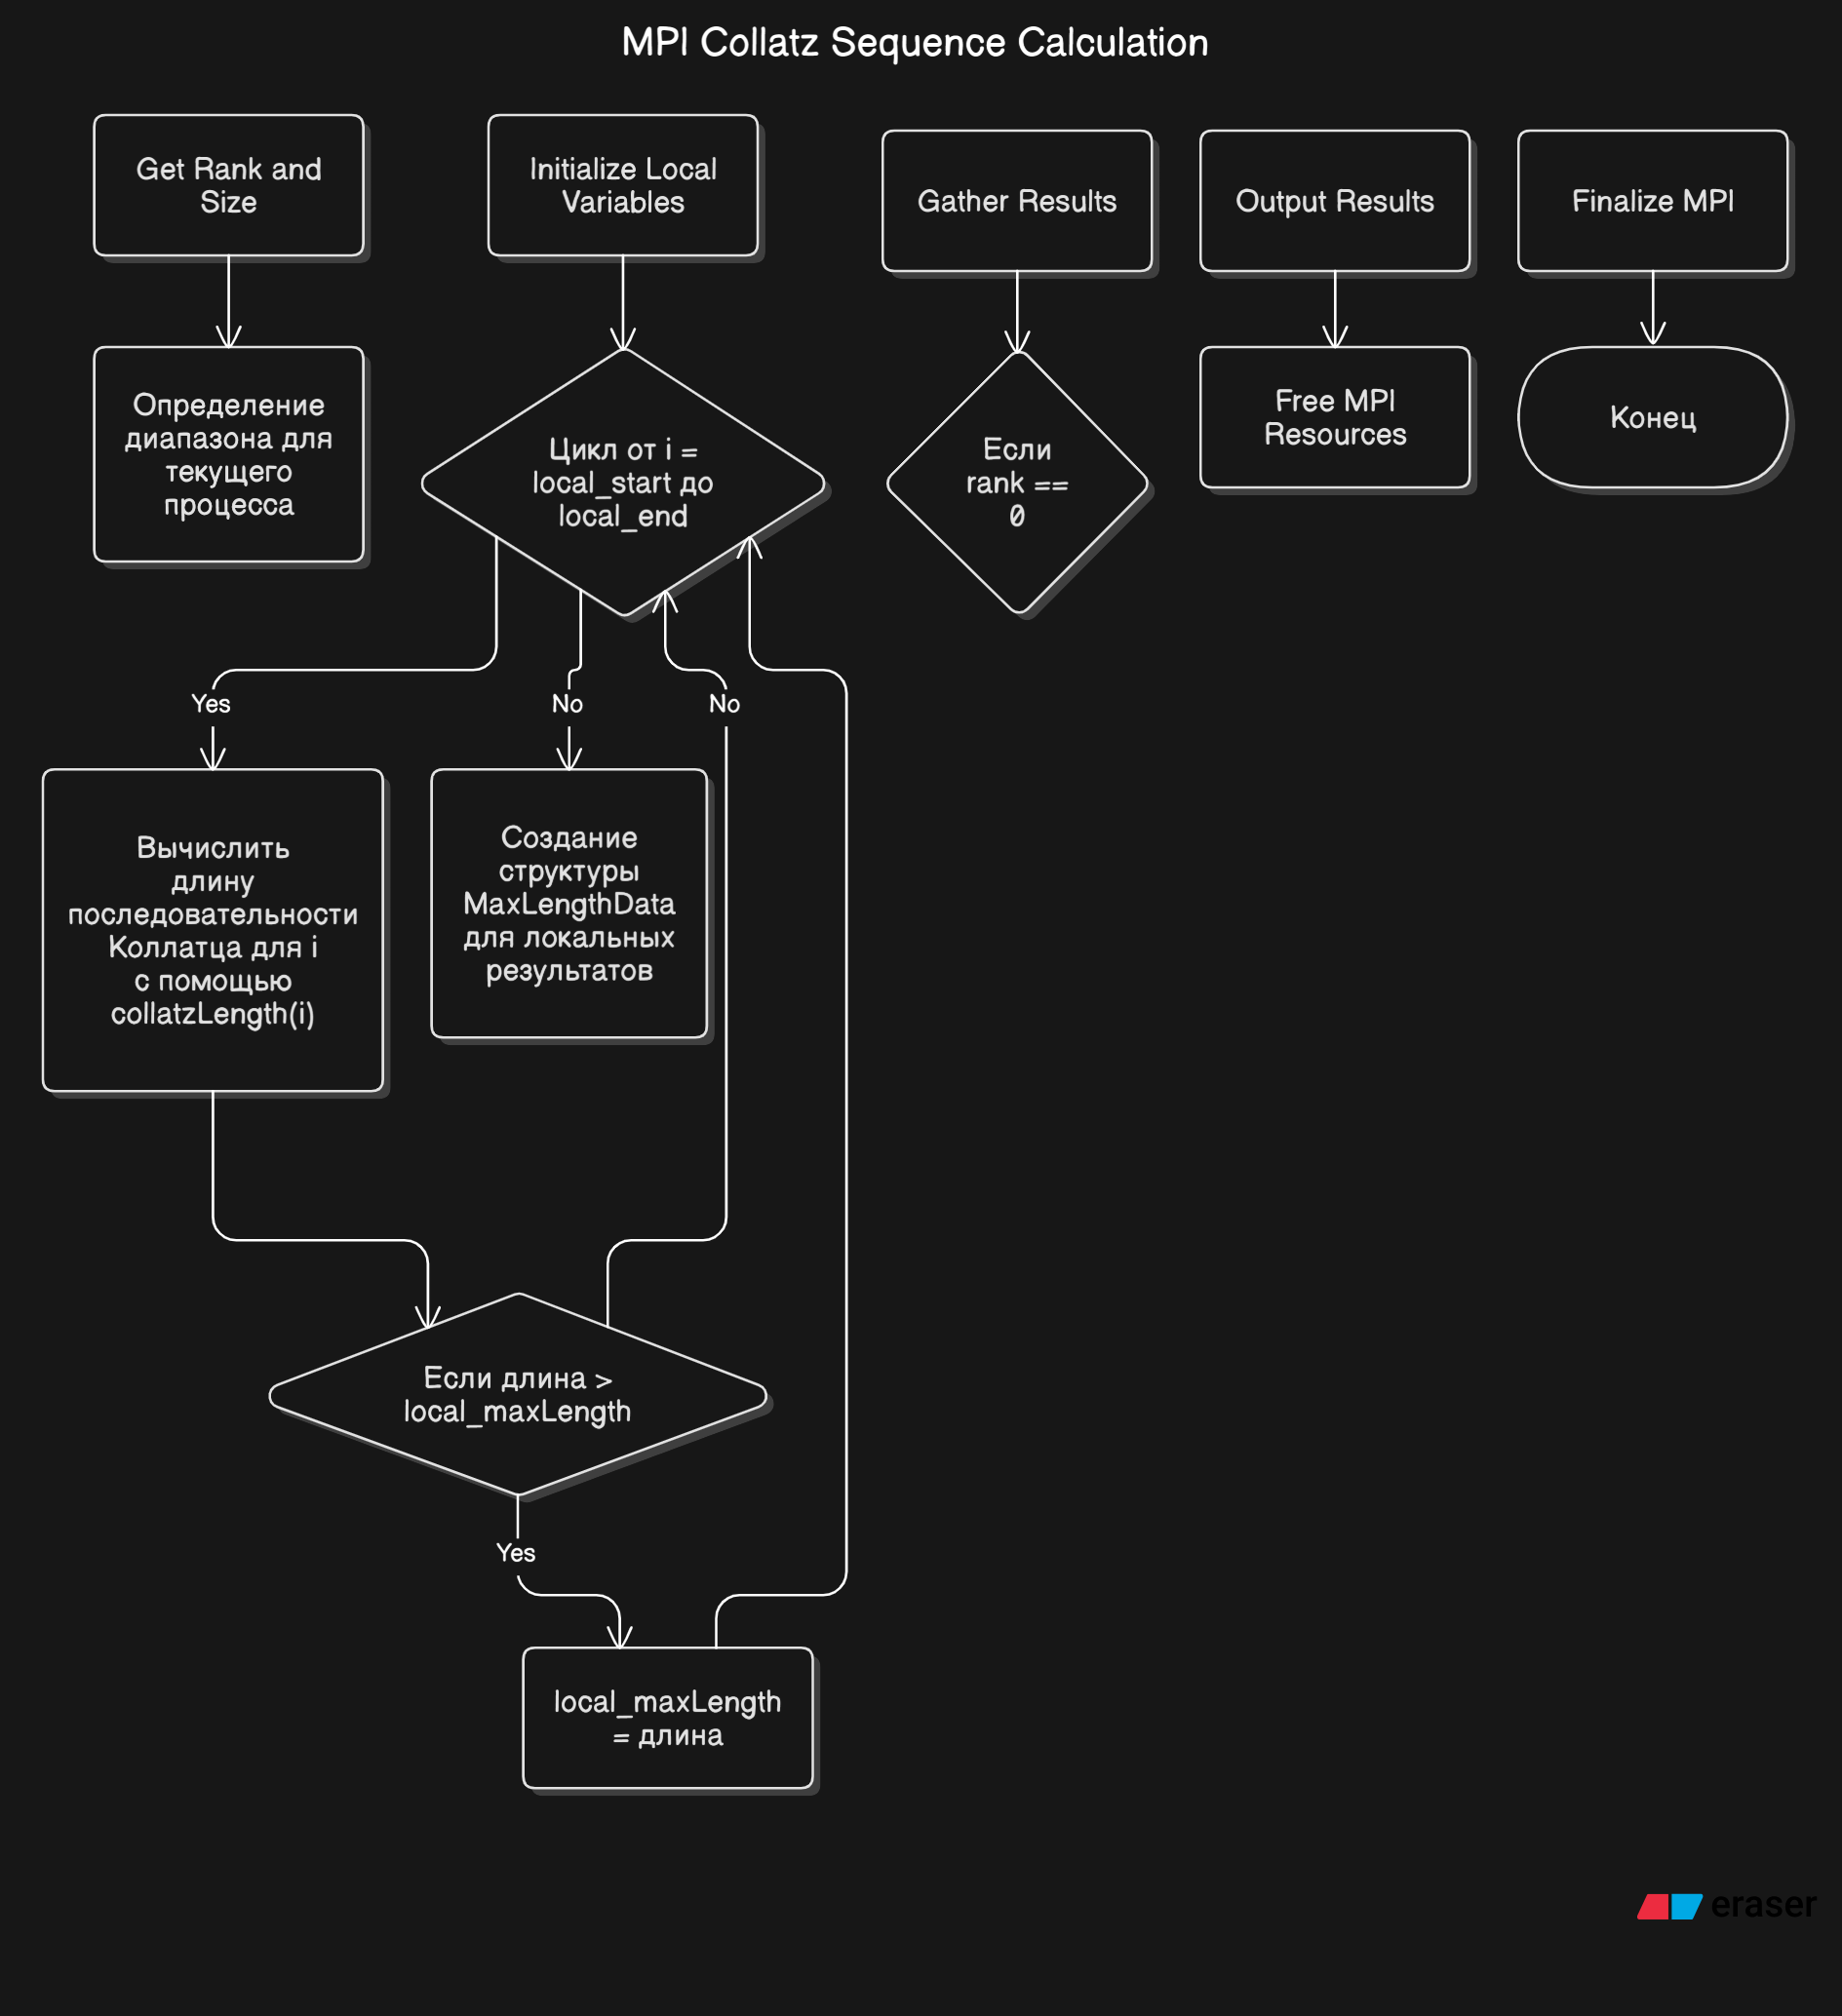 MPI Collatz Sequence Calculation
Get Rank and
Size
Initialize Local
Variables
Gather Results
Output Results
Finalize MPI
Определение
диапазона для
текущего
процесса
Цикл от i =
local_start до
local_end
Если
rank ==
0
Free MPI
Resources
Конец
Yes
No
No
Вычислить
длину
последовательности
Коллатца для i
с помощью
collatzLength(i)
Создание
структуры
MaxLengthData
для локальных
результатов
Если длина >
local_maxLength
Yes
local_maxLength
= длина
eraser